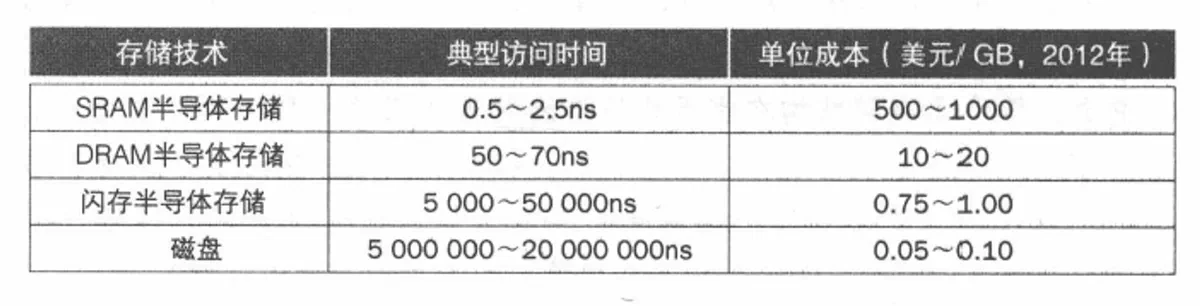 存储技术 典型访问时间 单位成本（美元/ GB，2012年）
SRAM半导体存储 0.5～2.5ns 500～1000
DRAM半导体存储 50～70ns 10～20
闪存半导体存储 5 000～50 000ns 0.75～1.00
磁盘 5 000 000～20 000 000ns 0.05～0.10